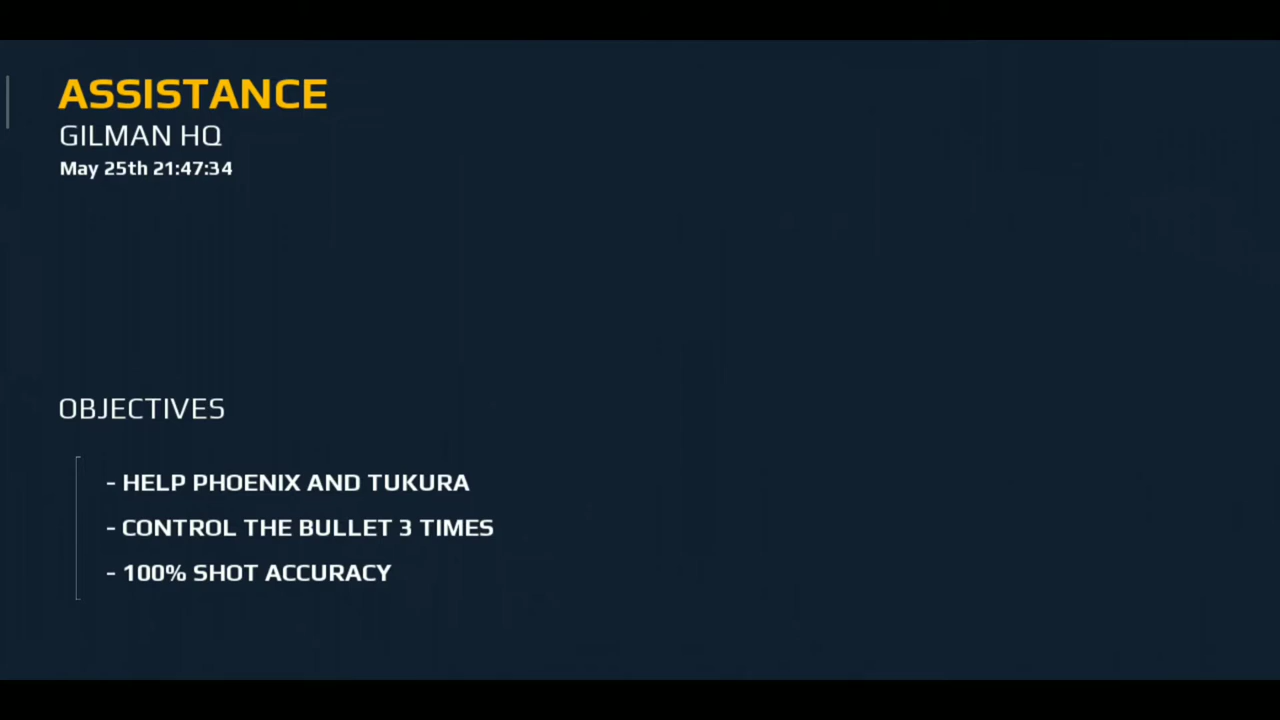 ASSISTANCE
GILMAN HQ
May 25th 21:47:34
OBJECTIVES
- HELP PHOENIX AND TUKURA
- CONTROL THE BULLET 3 TIMES
- 100% SHOT ACCURACY